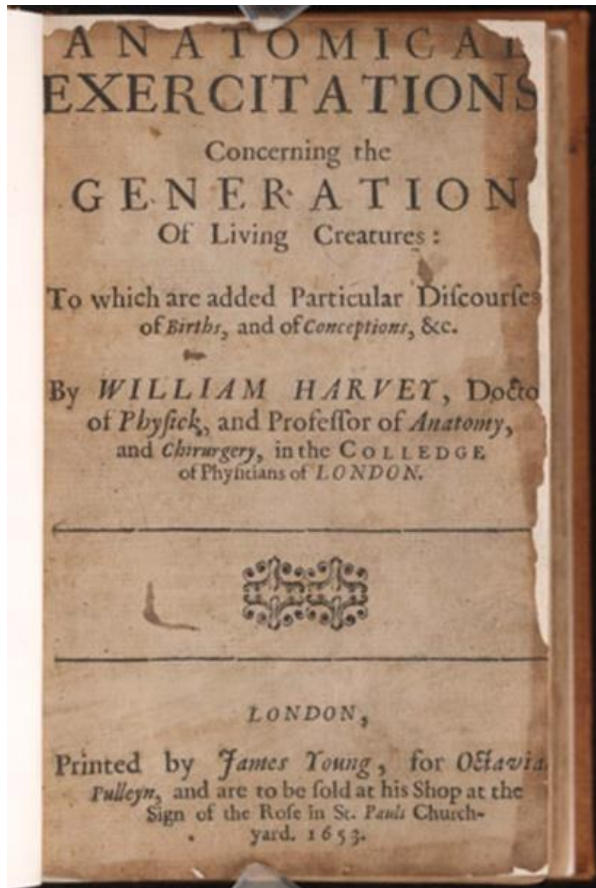 ANATOMICAL
EXERCITATIONS
Concerning the
GENERATION
Of Living Creatures:
To which are added Particular Diſcourſes
of Births, and of Conceptions, &c.
By WILLIAM HARVEY, Docto
of Phyſick, and Profeſſor of Anatomy,
and Chirurgery, in the COLLEDGE
of Phyſitians of LONDON.
LONDON,
Printed by James Young, for Octavia
Pulleyn, and are to be ſold at his Shop at the
Sign of the Roſe in St. Pauls Church-
yard. 1653.